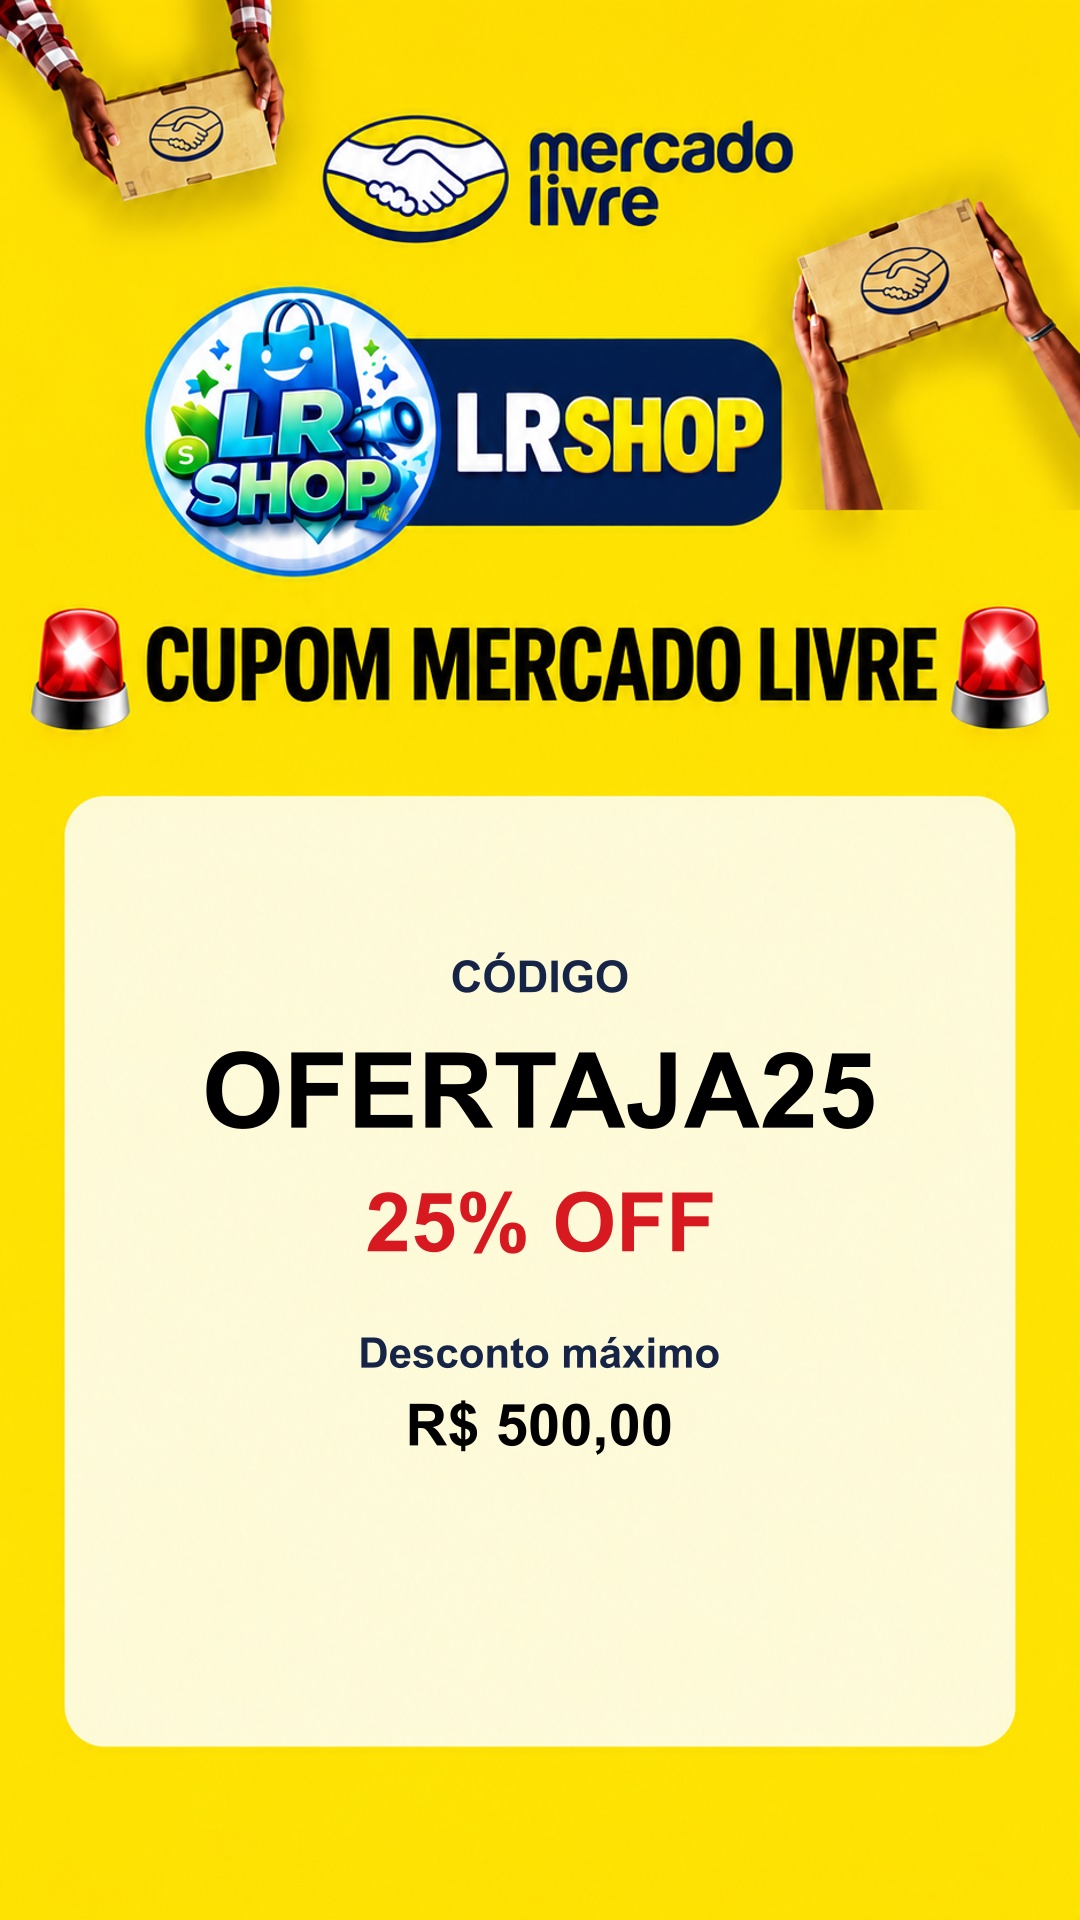 mercado
livre
LR
SHOP
LRSHOP
CUPOM MERCADO LIVRE
CÓDIGO
OFERTAJA25
25% OFF
Desconto máximo
R$ 500,00